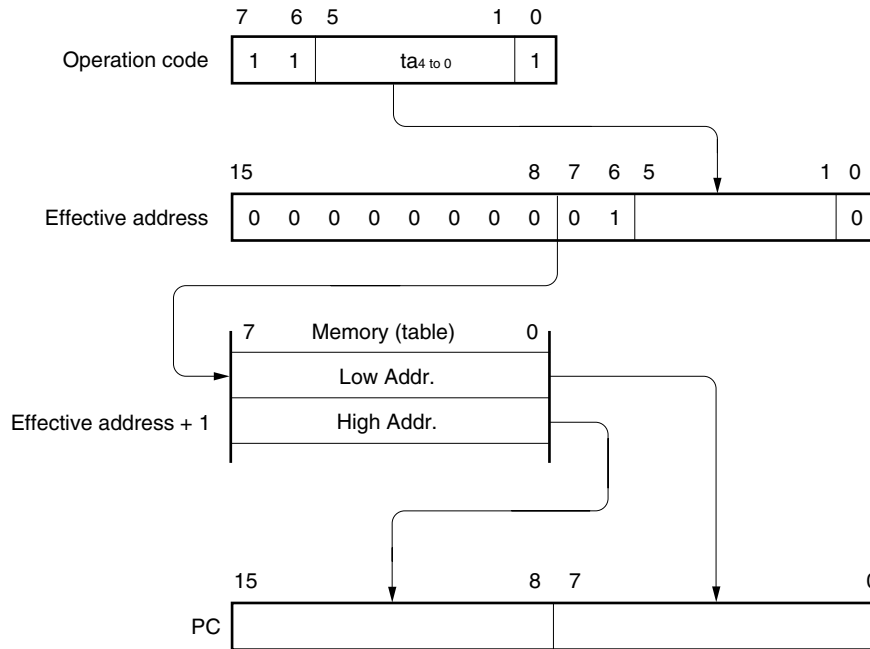 7 6 5 1 0
Operation code 1 1 ta4 to 0 1
15 8 7 6 5 1 0
Effective address 0 0 0 0 0 0 0 0 0 1 0
7 Memory (table) 0
Low Addr.
Effective address + 1 High Addr.
15 8 7 0
PC